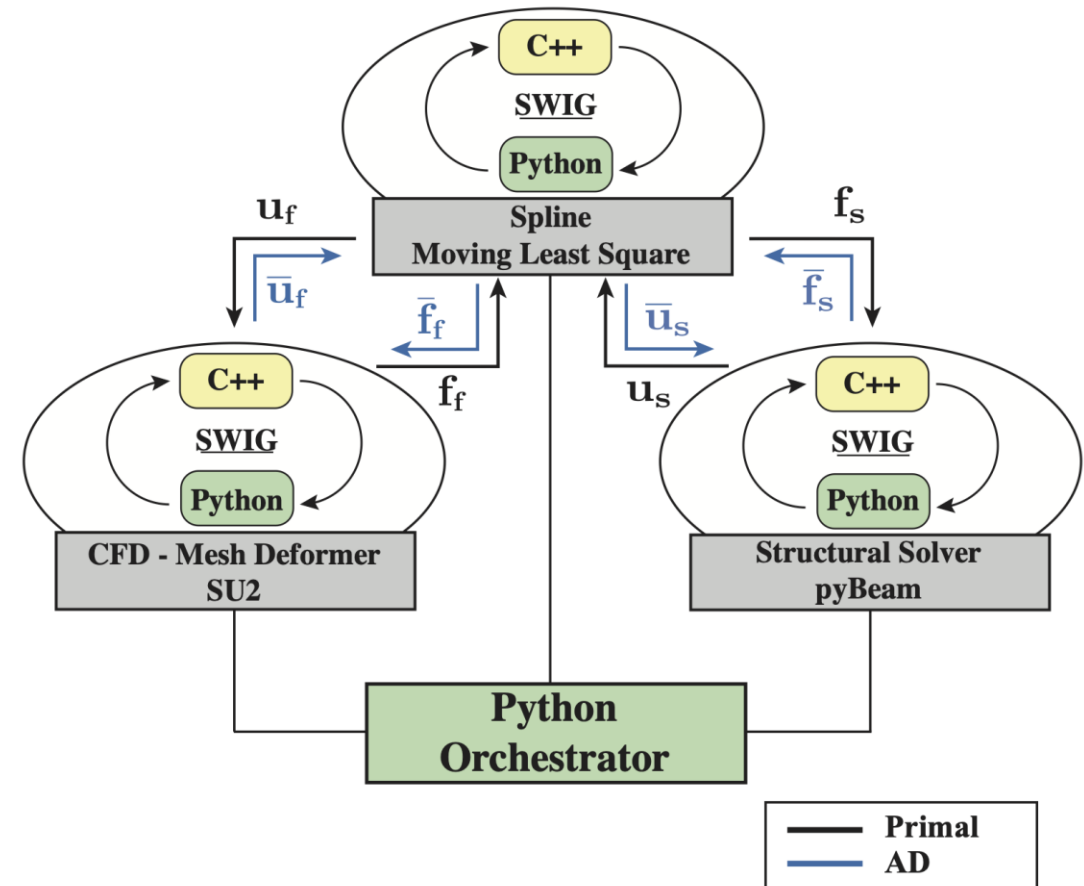 C++
SWIG
Python
Spline
Moving Least Square
u_f
f_s
ū_f
f̄_f
ū_s
f̄_s
f_f
u_s
C++
SWIG
Python
CFD - Mesh Deformer
SU2
C++
SWIG
Python
Structural Solver
pyBeam
Python
Orchestrator
Primal
AD